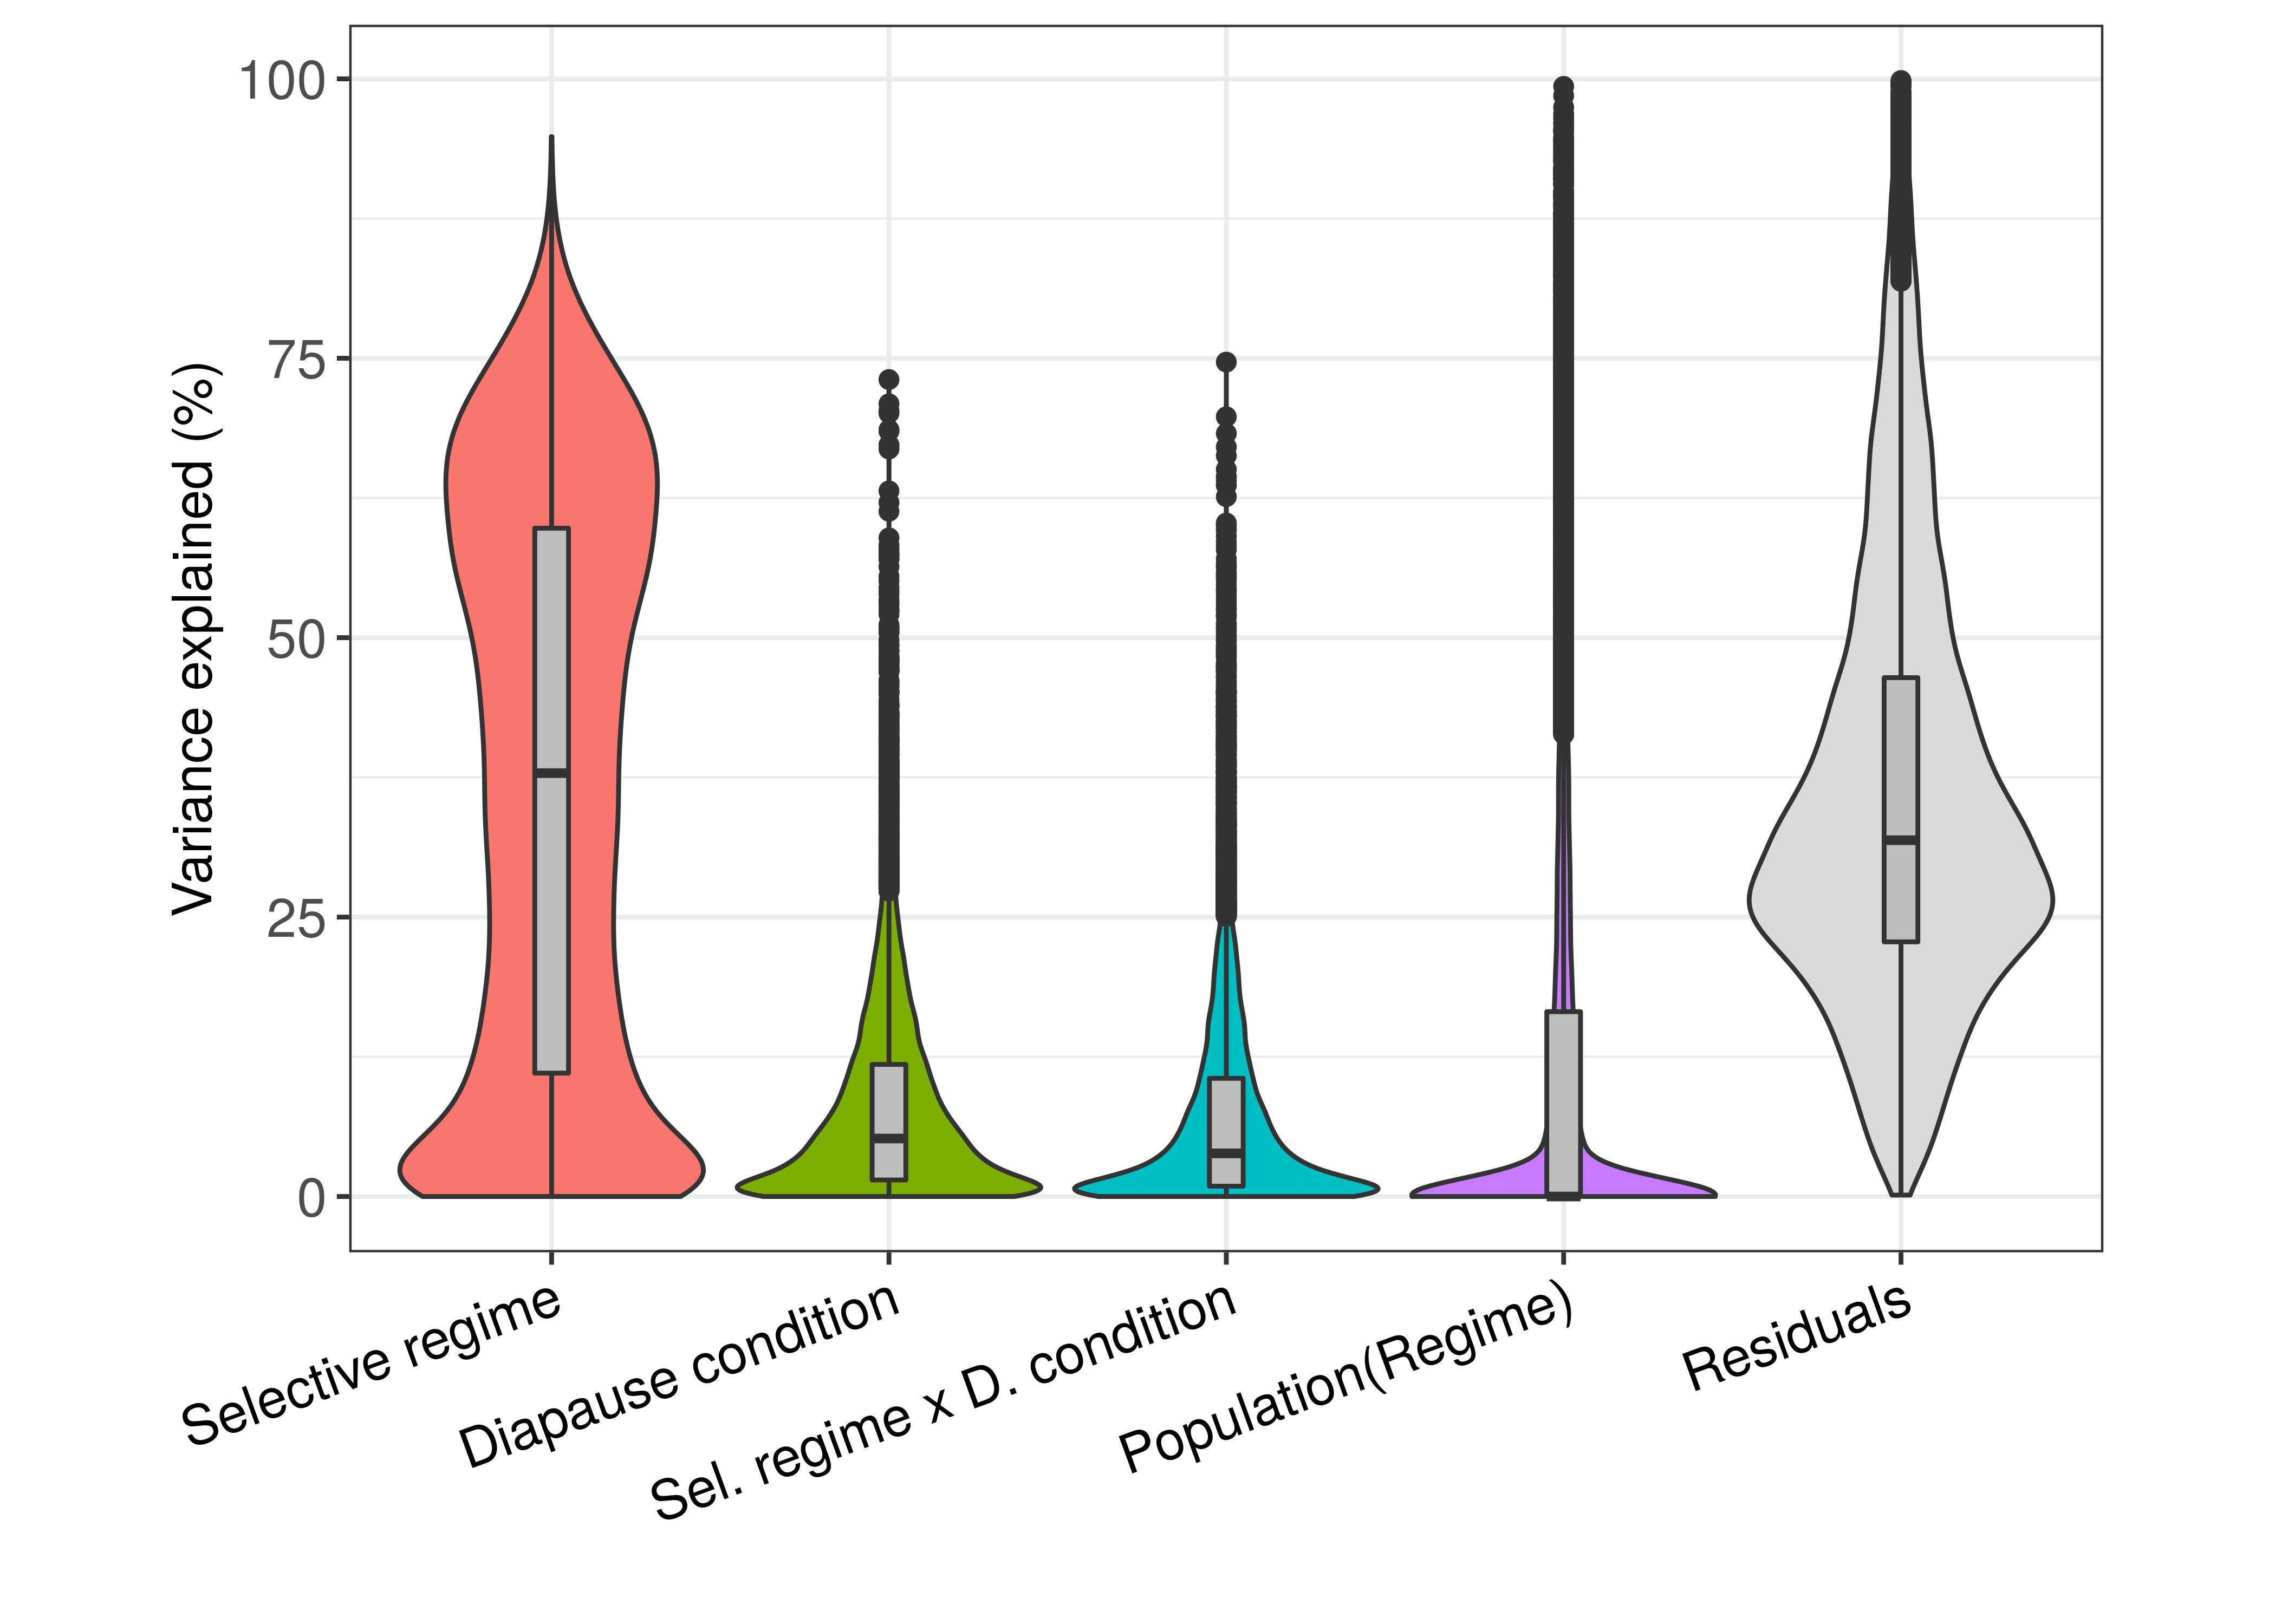 Variance explained (%)
100
75
50
25
0
Selective regime
Diapause condition
Sel. regime x D. condition
Population(Regime)
Residuals